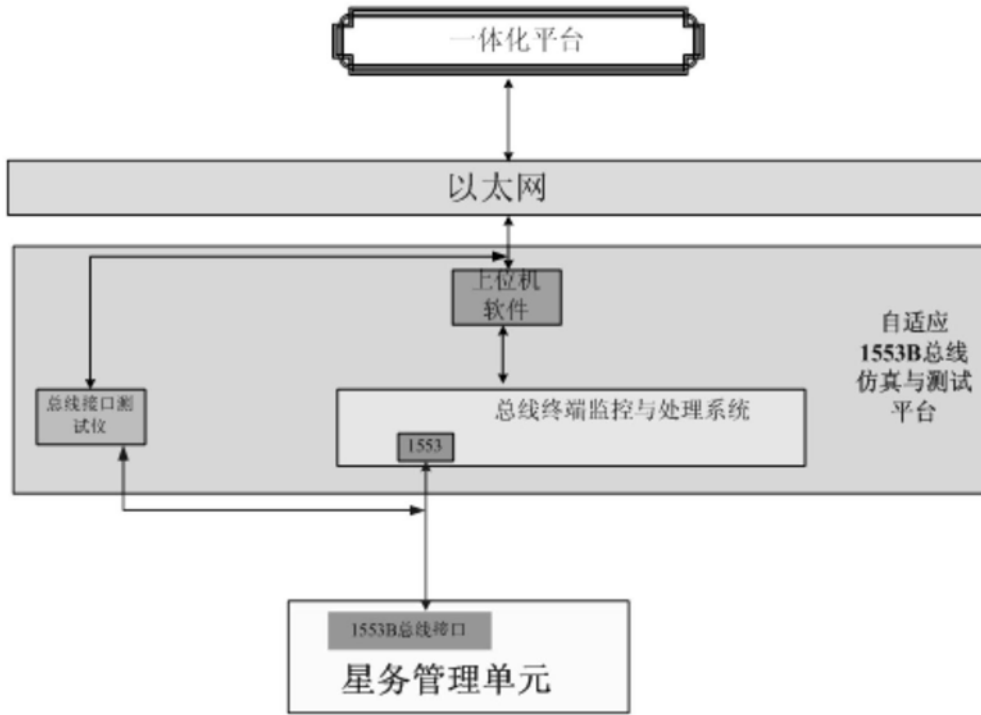 一体化平台
以太网
上位机
软件
自适应
1553B总线
仿真与测试
平台
总线接口测
试仪
总线终端监控与处理系统
1553
1553B总线接口
星务管理单元